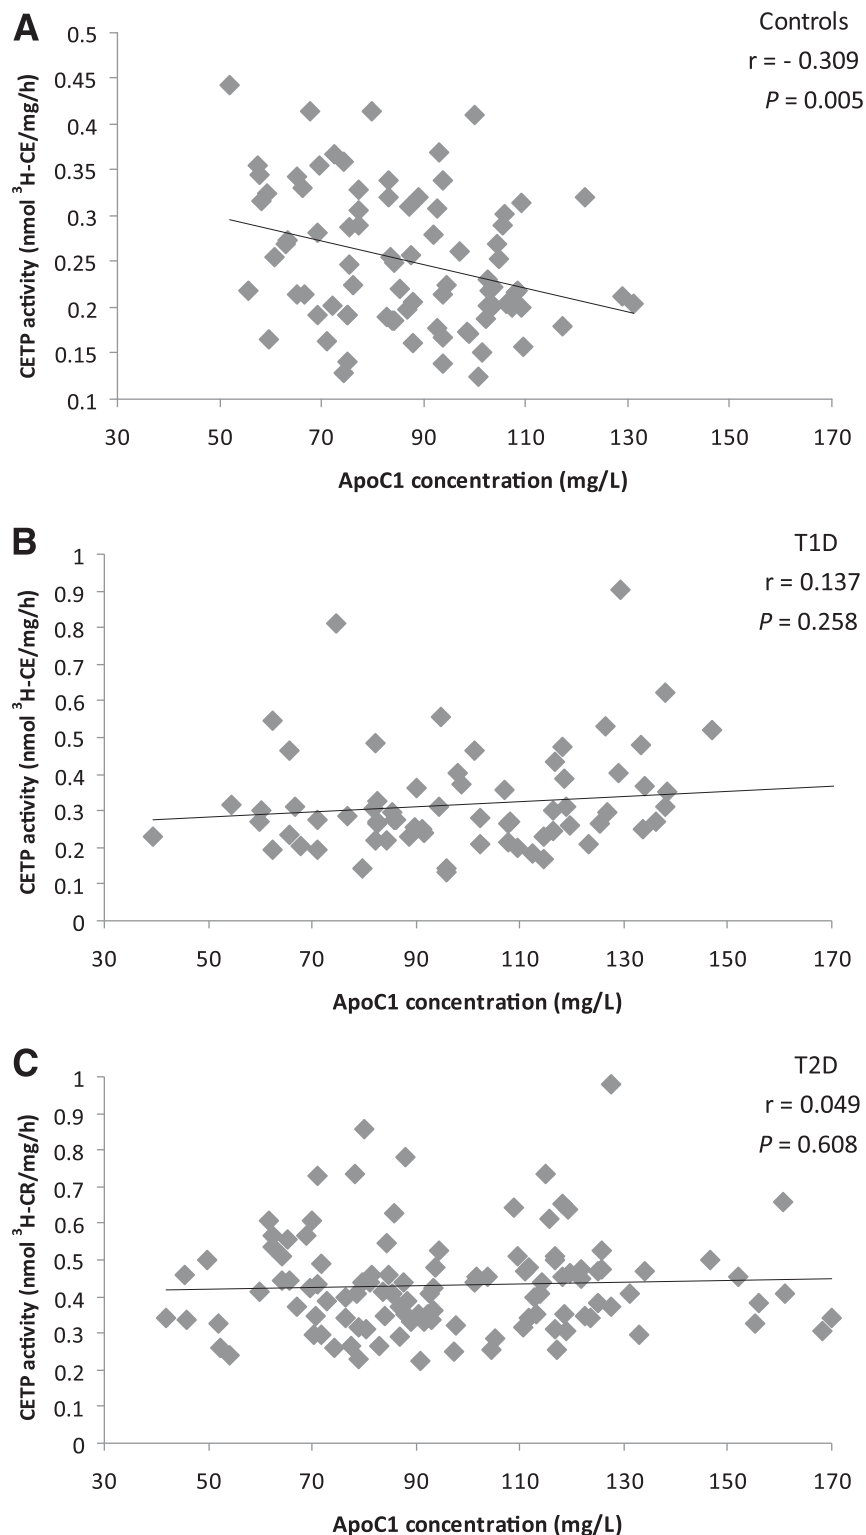 A
Controls
r = - 0.309
P = 0.005
CETP activity (nmol ³H-CE/mg/h)
0.5
0.45
0.4
0.35
0.3
0.25
0.2
0.15
0.1
30 50 70 90 110 130 150 170
ApoC1 concentration (mg/L)
B
T1D
r = 0.137
P = 0.258
CETP activity (nmol ³H-CE/mg/h)
1
0.9
0.8
0.7
0.6
0.5
0.4
0.3
0.2
0.1
0
30 50 70 90 110 130 150 170
ApoC1 concentration (mg/L)
C
T2D
r = 0.049
P = 0.608
CETP activity (nmol ³H-CR/mg/h)
1
0.9
0.8
0.7
0.6
0.5
0.4
0.3
0.2
0.1
0
30 50 70 90 110 130 150 170
ApoC1 concentration (mg/L)